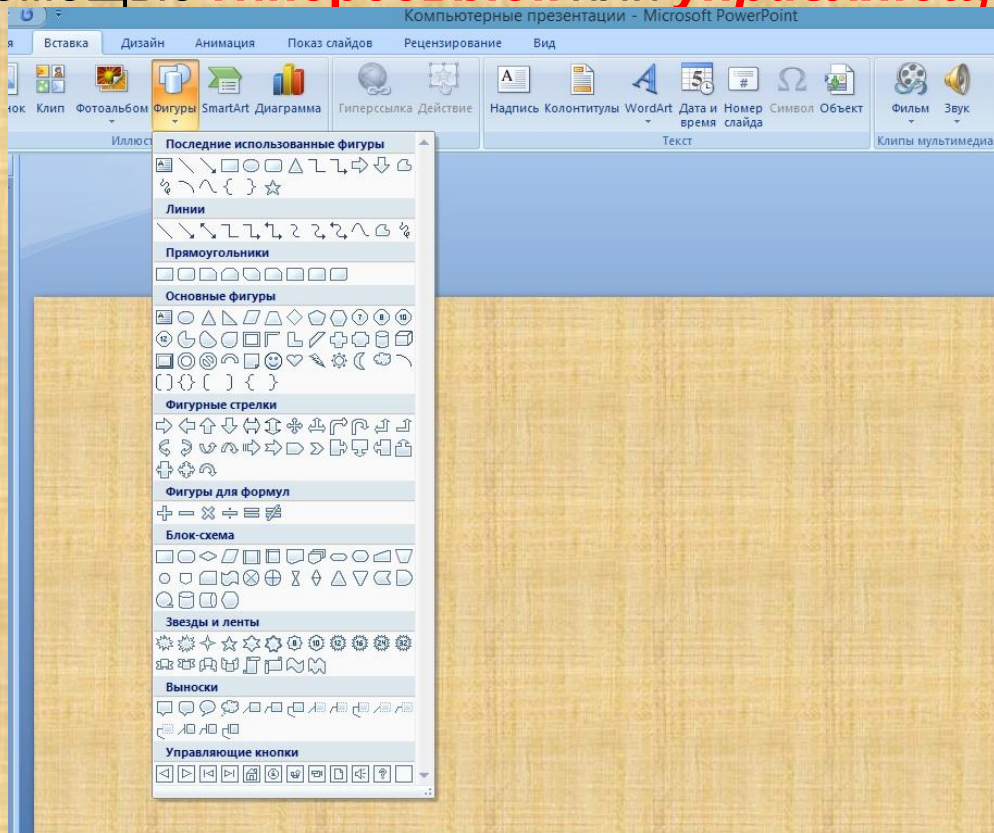 Компьютерные презентации - Microsoft PowerPoint
Вставка Дизайн Анимация Показ слайдов Рецензирование Вид
Клип Фотоальбом Фигуры SmartArt Диаграмма Гиперссылка Действие Надпись Колонтитулы WordArt Дата и время Номер слайда Символ Объект Фильм Звук
Текст Клипы мультимедиа
Последние использованные фигуры
Линии
Прямоугольники
Основные фигуры
Фигурные стрелки
Фигуры для формул
Блок-схема
Звезды и ленты
Выноски
Управляющие кнопки